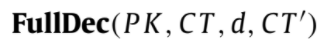 FullDec(PK, CT, d, CT′)